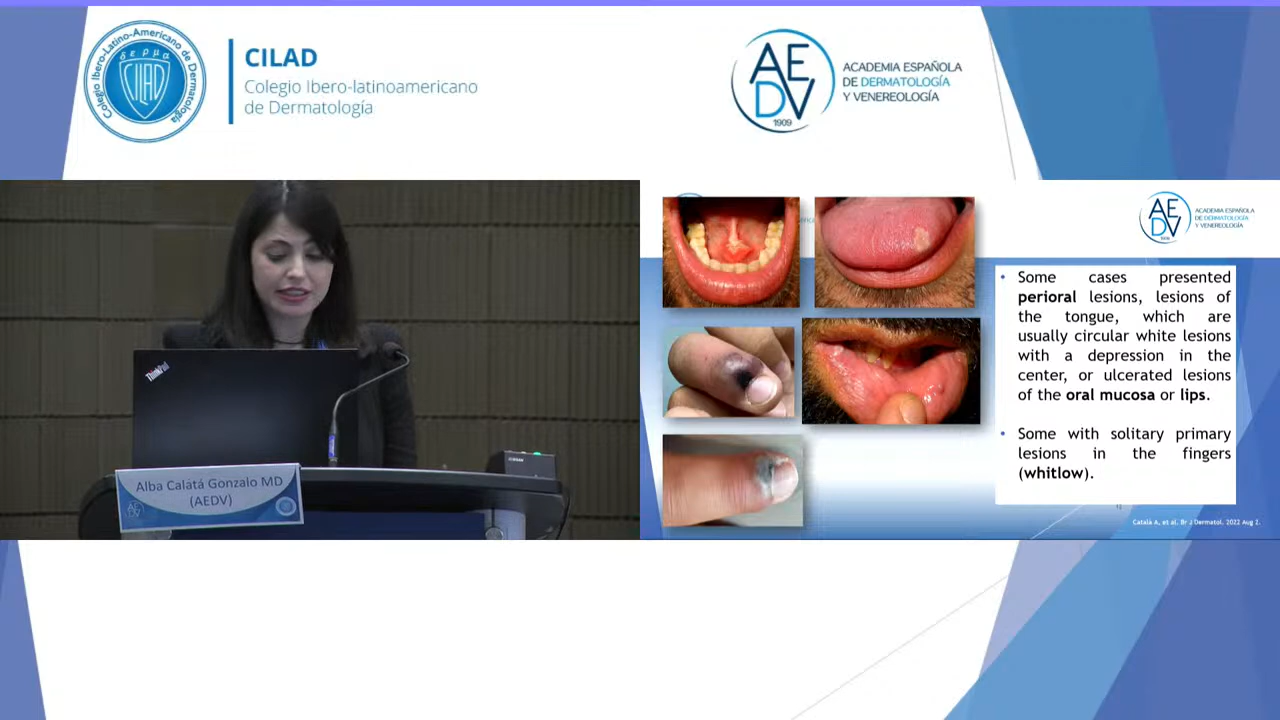 Colegio Ibero-Latino-Americano de Dermatología
δερμα
CILAD
CILAD
Colegio Ibero-latinoamericano
de Dermatología
AEDV
1909
ACADEMIA ESPAÑOLA
DE DERMATOLOGÍA
Y VENEREOLOGÍA
AEDV
1909
ACADEMIA ESPAÑOLA
DE DERMATOLOGÍA
Y VENEREOLOGÍA
• Some cases presented
perioral lesions, lesions of
the tongue, which are
usually circular white lesions
with a depression in the
center, or ulcerated lesions
of the oral mucosa or lips.
• Some with solitary primary
lesions in the fingers
(whitlow).
Català A, et al. Br J Dermatol. 2022 Aug 2.
ThinkPad
Alba Calatá Gonzalo MD
(AEDV)